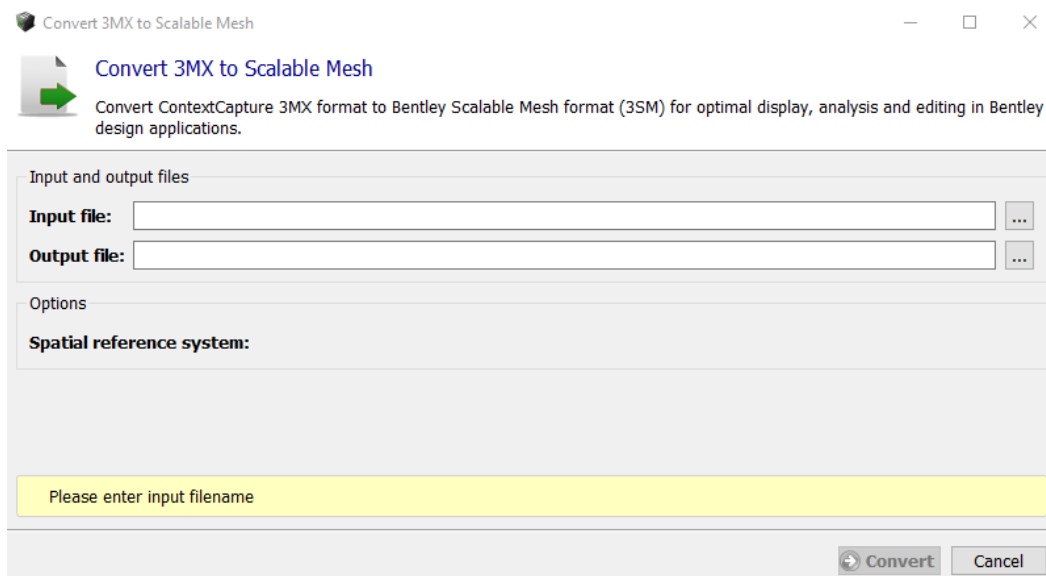 Convert 3MX to Scalable Mesh
Convert 3MX to Scalable Mesh
Convert ContextCapture 3MX format to Bentley Scalable Mesh format (3SM) for optimal display, analysis and editing in Bentley
design applications.
Input and output files
Input file:
...
Output file:
...
Options
Spatial reference system:
Please enter input filename
Convert
Cancel